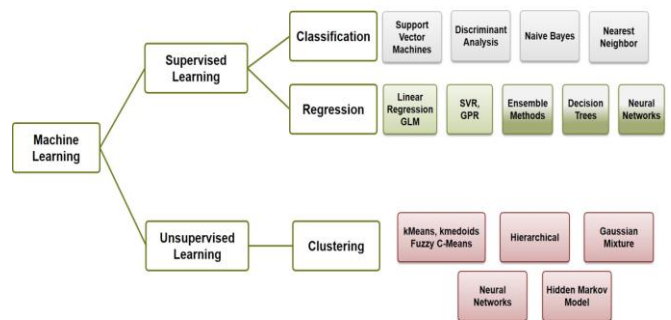 Machine
Learning
Supervised
Learning
Classification
Support
Vector
Machines
Discriminant
Analysis
Naive Bayes
Nearest
Neighbor
Regression
Linear
Regression
GLM
SVR,
GPR
Ensemble
Methods
Decision
Trees
Neural
Networks
Unsupervised
Learning
Clustering
kMeans, kmedoids
Fuzzy C-Means
Hierarchical
Gaussian
Mixture
Neural
Networks
Hidden Markov
Model